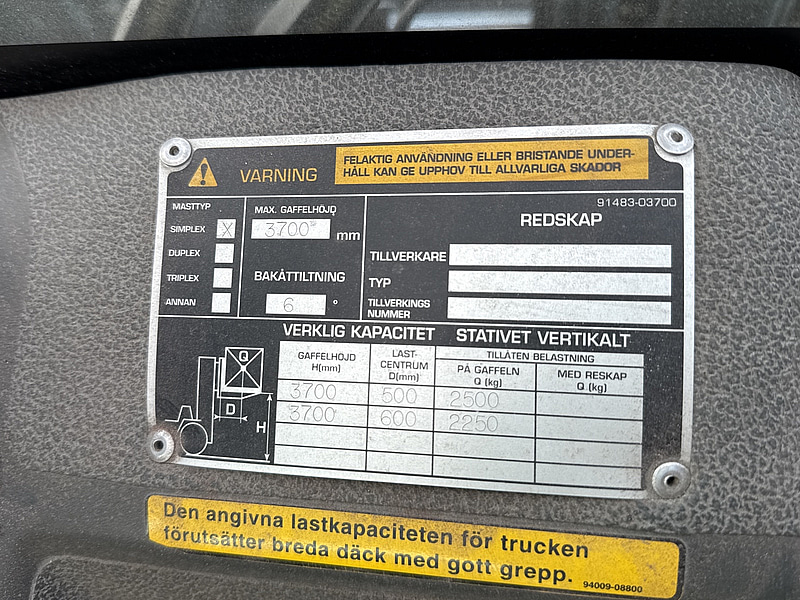 VARNING
FELAKTIG ANVÄNDNING ELLER BRISTANDE UNDER-
HÅLL KAN GE UPPHOV TILL ALLVARLIGA SKADOR
MASTTYP
SIMPLEX X
DUPLEX
TRIPLEX
ANNAN
MAX. GAFFELHÖJD
3700 mm
BAKÅTTILTNING
6 °
91483-03700
REDSKAP
TILLVERKARE
TYP
TILLVERKINGS
NUMMER
VERKLIG KAPACITET STATIVET VERTIKALT
Q
D
H
GAFFELHÖJD
H(mm)
LAST-
CENTRUM
D(mm)
TILLÅTEN BELASTNING
PÅ GAFFELN
Q (kg)
MED RESKAP
Q (kg)
3700 500 2500
3700 600 2250
Den angivna lastkapaciteten för trucken
förutsätter breda däck med gott grepp.
94009-08800